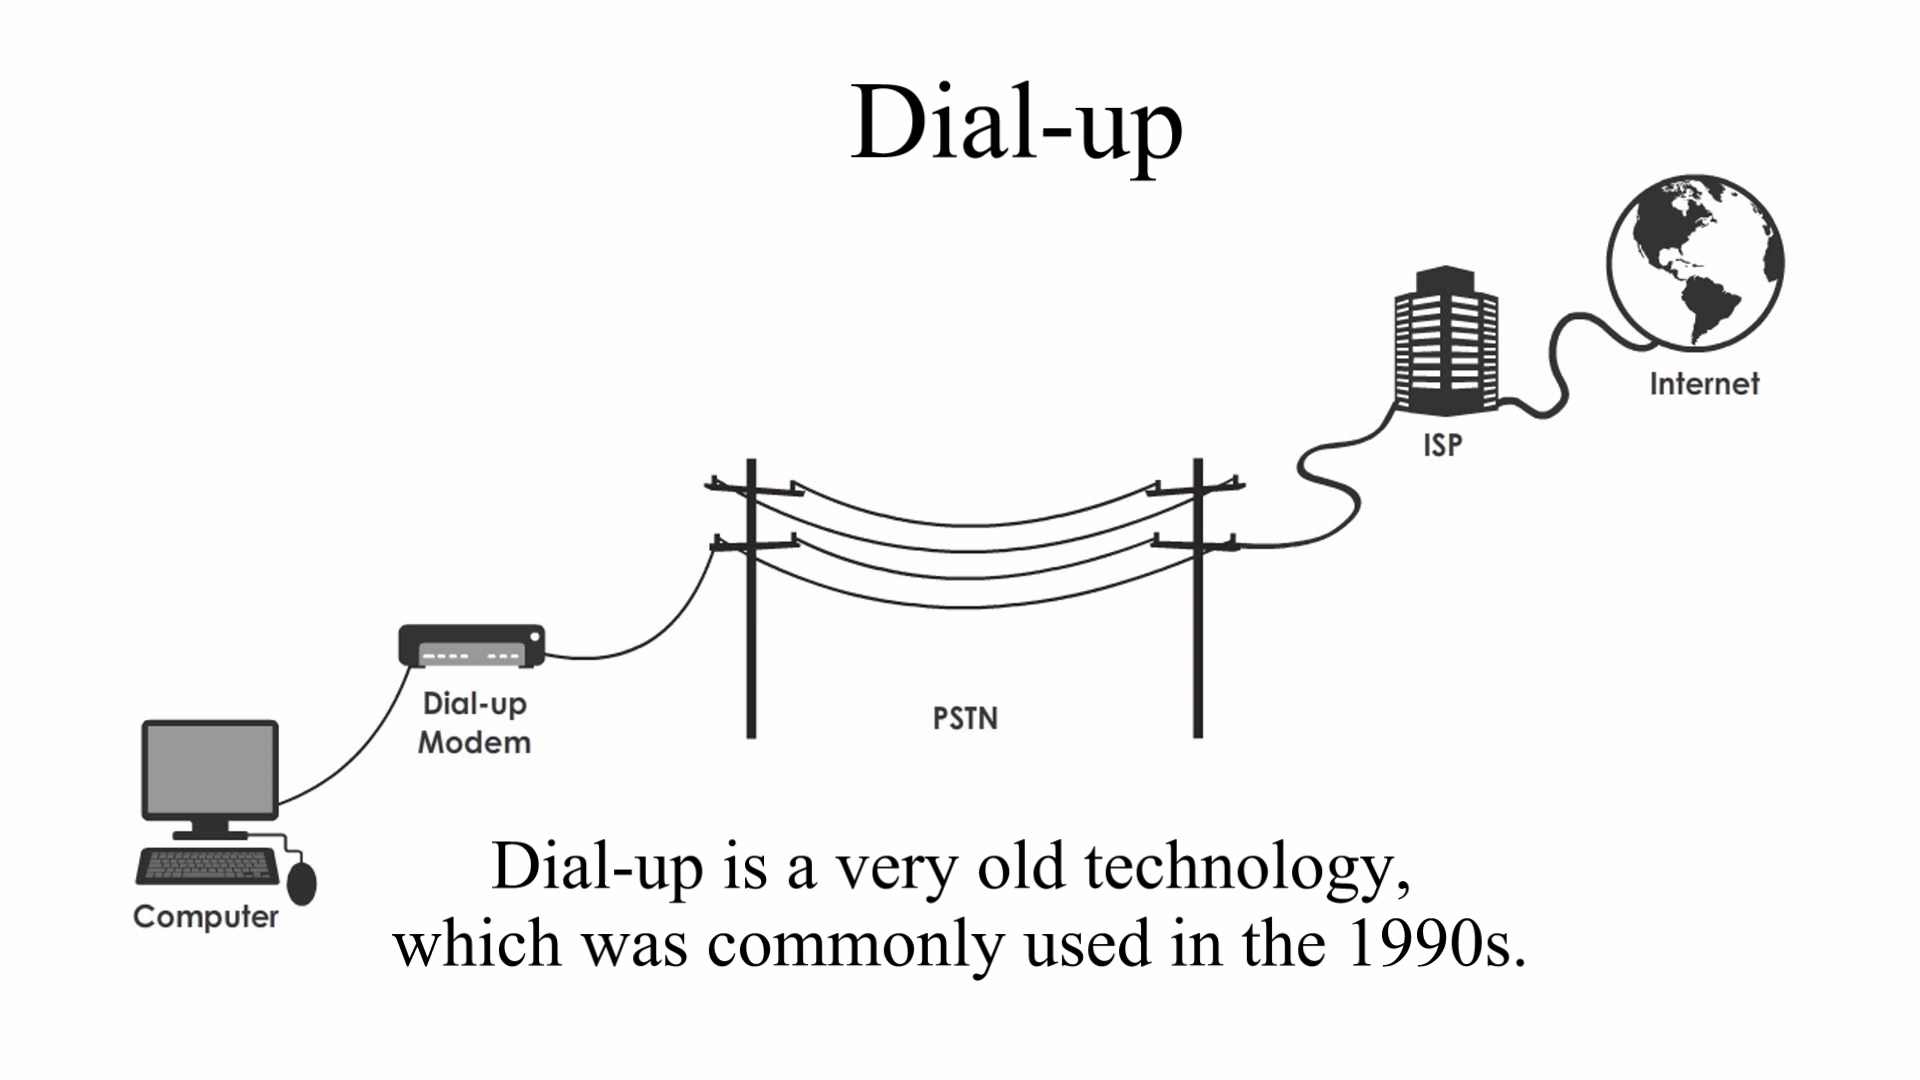 Dial-up
Internet
ISP
Dial-up
Modem
PSTN
Computer
Dial-up is a very old technology,
which was commonly used in the 1990s.